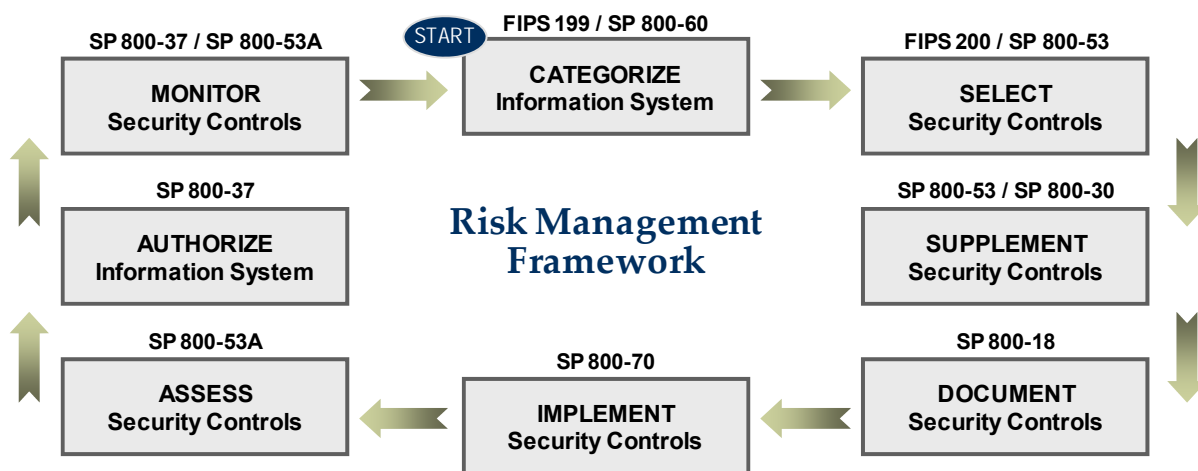 SP 800-37 / SP 800-53A
MONITOR
Security Controls
START
FIPS 199 / SP 800-60
CATEGORIZE
Information System
FIPS 200 / SP 800-53
SELECT
Security Controls
SP 800-37
AUTHORIZE
Information System
Risk Management
Framework
SP 800-53 / SP 800-30
SUPPLEMENT
Security Controls
SP 800-53A
ASSESS
Security Controls
SP 800-70
IMPLEMENT
Security Controls
SP 800-18
DOCUMENT
Security Controls